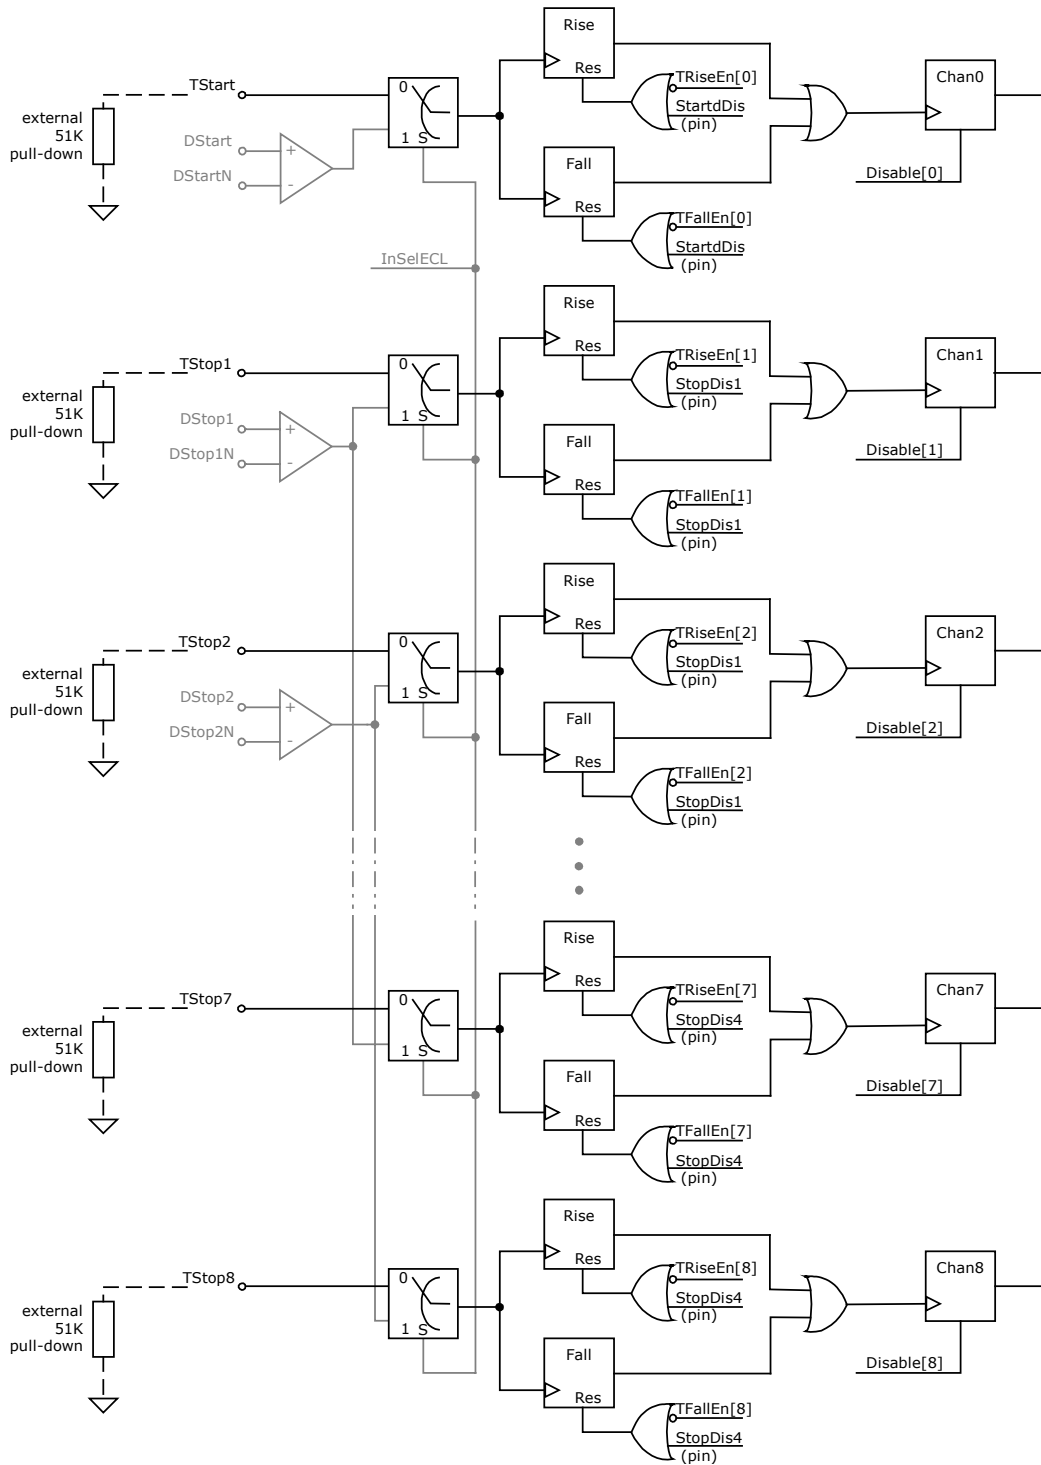 Rise
Res
TStart
external
51K
pull-down
0
1 S
DStart
+
DStartN
-
TRiseEn[0]
StartdDis
(pin)
Chan0
Disable[0]
Fall
Res
TFallEn[0]
StartdDis
(pin)
InSelECL
Rise
Res
TStop1
external
51K
pull-down
0
1 S
DStop1
+
DStop1N
-
TRiseEn[1]
StopDis1
(pin)
Chan1
Disable[1]
Fall
Res
TFallEn[1]
StopDis1
(pin)
Rise
Res
TStop2
external
51K
pull-down
0
1 S
DStop2
+
DStop2N
-
TRiseEn[2]
StopDis1
(pin)
Chan2
Disable[2]
Fall
Res
TFallEn[2]
StopDis1
(pin)
Rise
Res
TStop7
external
51K
pull-down
0
1 S
TRiseEn[7]
StopDis4
(pin)
Chan7
Disable[7]
Fall
Res
TFallEn[7]
StopDis4
(pin)
Rise
Res
TStop8
external
51K
pull-down
0
1 S
TRiseEn[8]
StopDis4
(pin)
Chan8
Disable[8]
Fall
Res
TFallEn[8]
StopDis4
(pin)